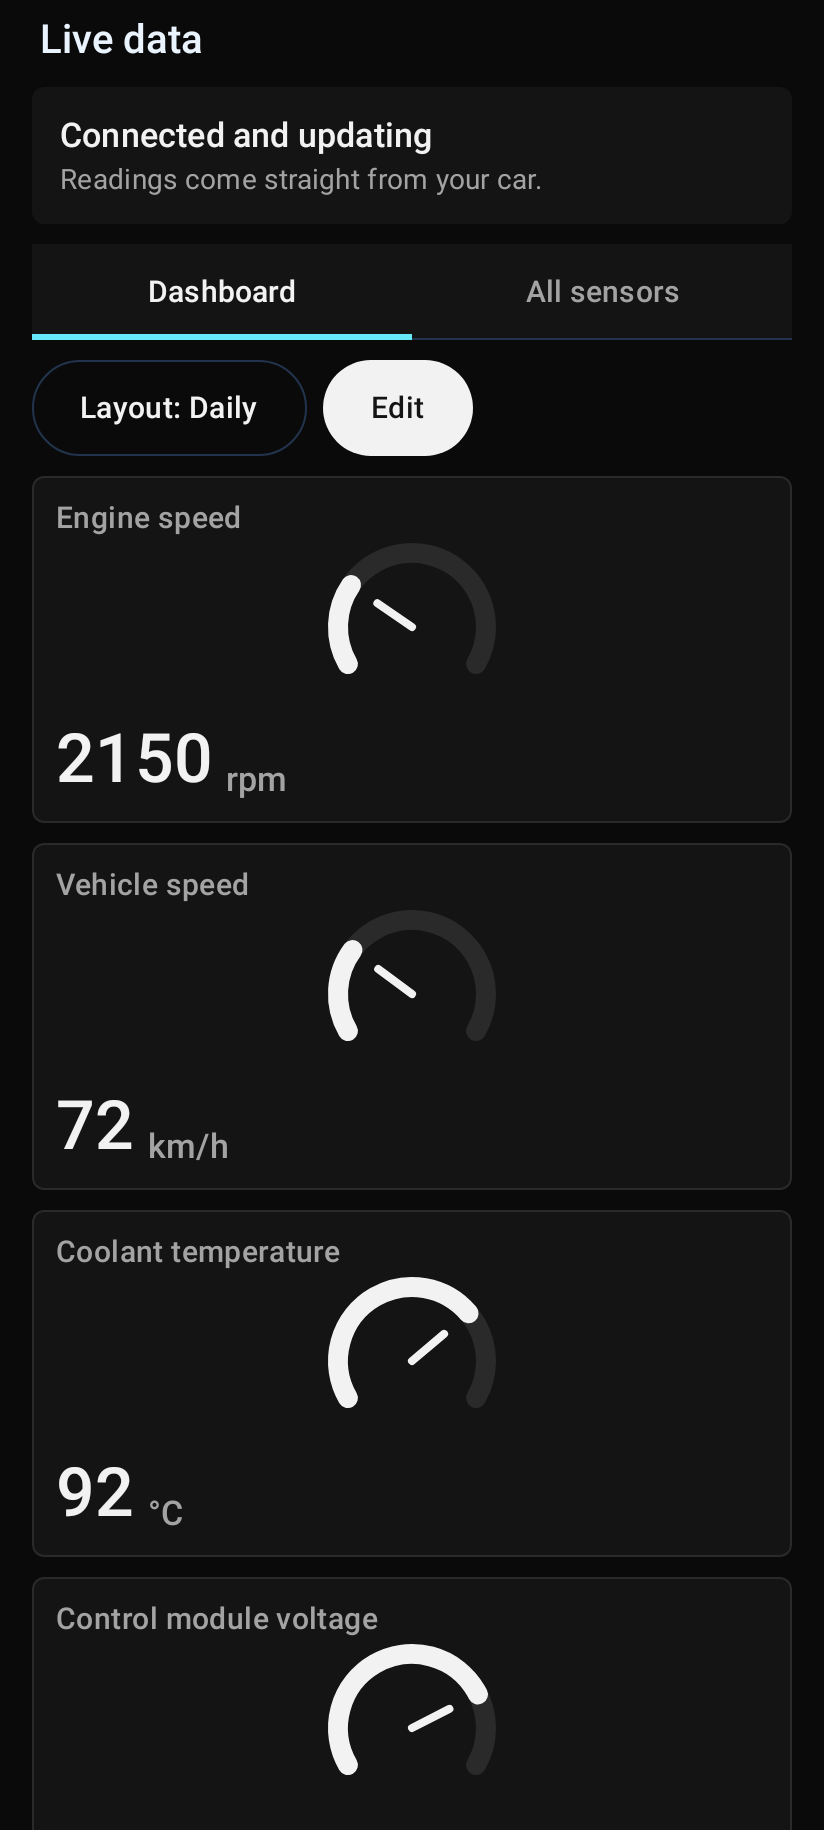 Live data
Connected and updating
Readings come straight from your car.
Dashboard
All sensors
Layout: Daily
Edit
Engine speed
2150 rpm
Vehicle speed
72 km/h
Coolant temperature
92 °C
Control module voltage